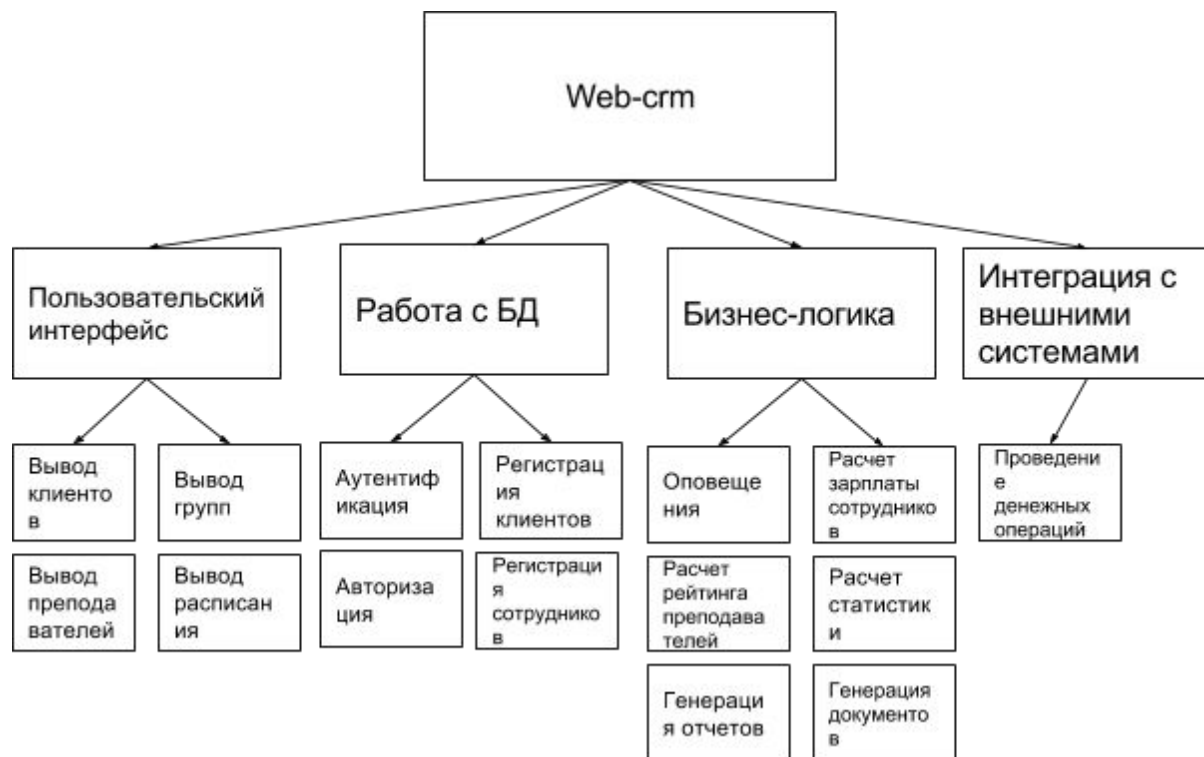 Web-crm
Пользовательский
интерфейс
Работа с БД
Бизнес-логика
Интеграция с
внешними
системами
Вывод
клиенто
в
Вывод
групп
Аутентиф
икация
Регистрац
ия
клиентов
Оповеще
ния
Расчет
зарплаты
сотруднико
в
Проведени
е
денежных
операций
Вывод
препода
вателей
Вывод
расписан
ия
Авториза
ция
Регистраци
я
сотруднико
в
Расчет
рейтинга
преподава
телей
Расчет
статистик
и
Генераци
я отчетов
Генерация
документо
в